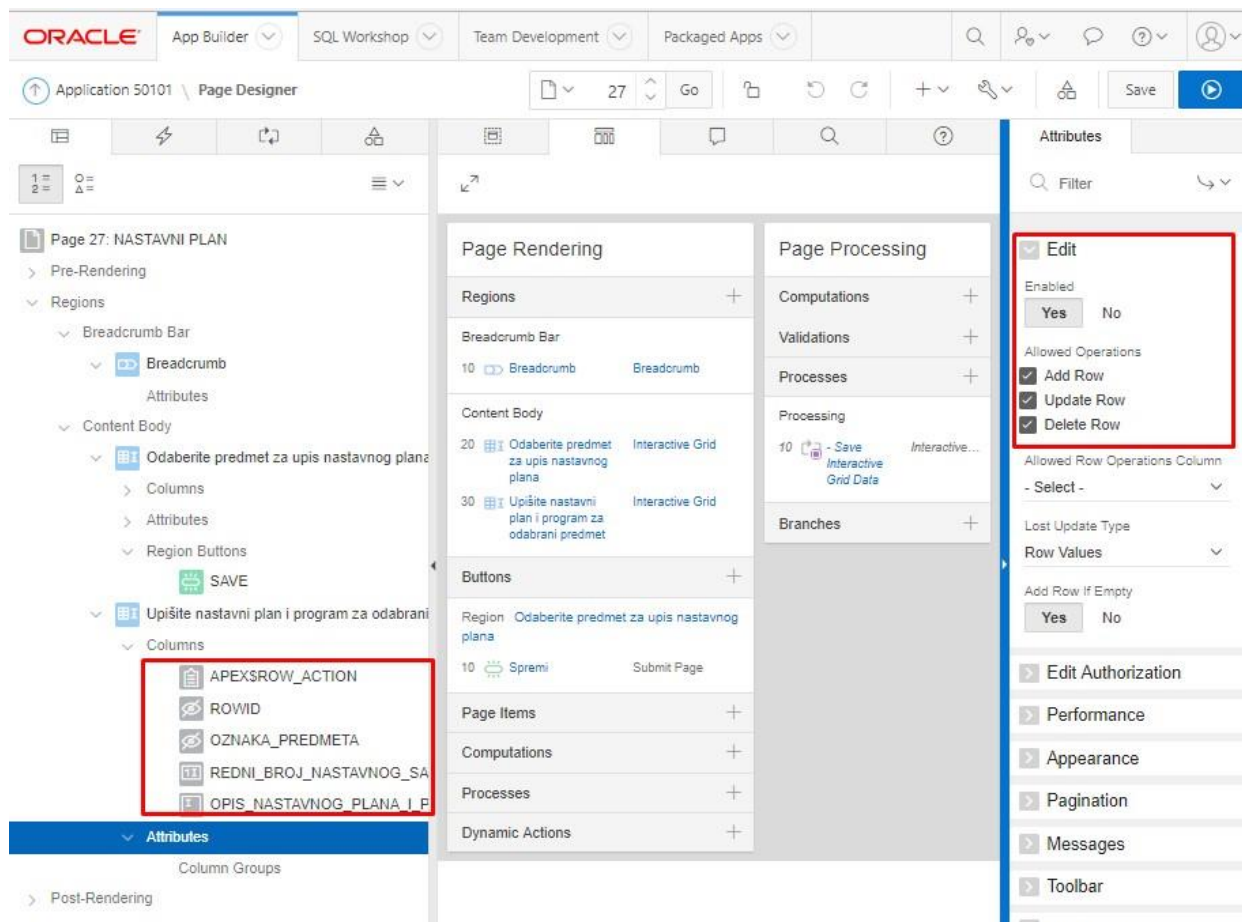 ORACLE App Builder SQL Workshop Team Development Packaged Apps
Application 50101 \ Page Designer 27 Go Save
Attributes
Filter
Page 27: NASTAVNI PLAN
Pre-Rendering
Regions
Breadcrumb Bar
Breadcrumb
Attributes
Content Body
Odaberite predmet za upis nastavnog plana
Columns
Attributes
Region Buttons
SAVE
Upišite nastavni plan i program za odabrani
Columns
APEX$ROW_ACTION
ROWID
OZNAKA_PREDMETA
REDNI_BROJ_NASTAVNOG_SA
OPIS_NASTAVNOG_PLANA_I_P
Attributes
Column Groups
Post-Rendering
Page Rendering
Regions
Breadcrumb Bar
10 Breadcrumb Breadcrumb
Content Body
20 Odaberite predmet Interactive Grid
za upis nastavnog
plana
30 Upišite nastavni Interactive Grid
plan i program za
odabrani predmet
Buttons
Region Odaberite predmet za upis nastavnog
plana
10 Spremi Submit Page
Page Items
Computations
Processes
Dynamic Actions
Page Processing
Computations
Validations
Processes
Processing
10 - Save Interactive...
Interactive
Grid Data
Branches
Edit
Enabled
Yes No
Allowed Operations
Add Row
Update Row
Delete Row
Allowed Row Operations Column
- Select -
Lost Update Type
Row Values
Add Row If Empty
Yes No
Edit Authorization
Performance
Appearance
Pagination
Messages
Toolbar